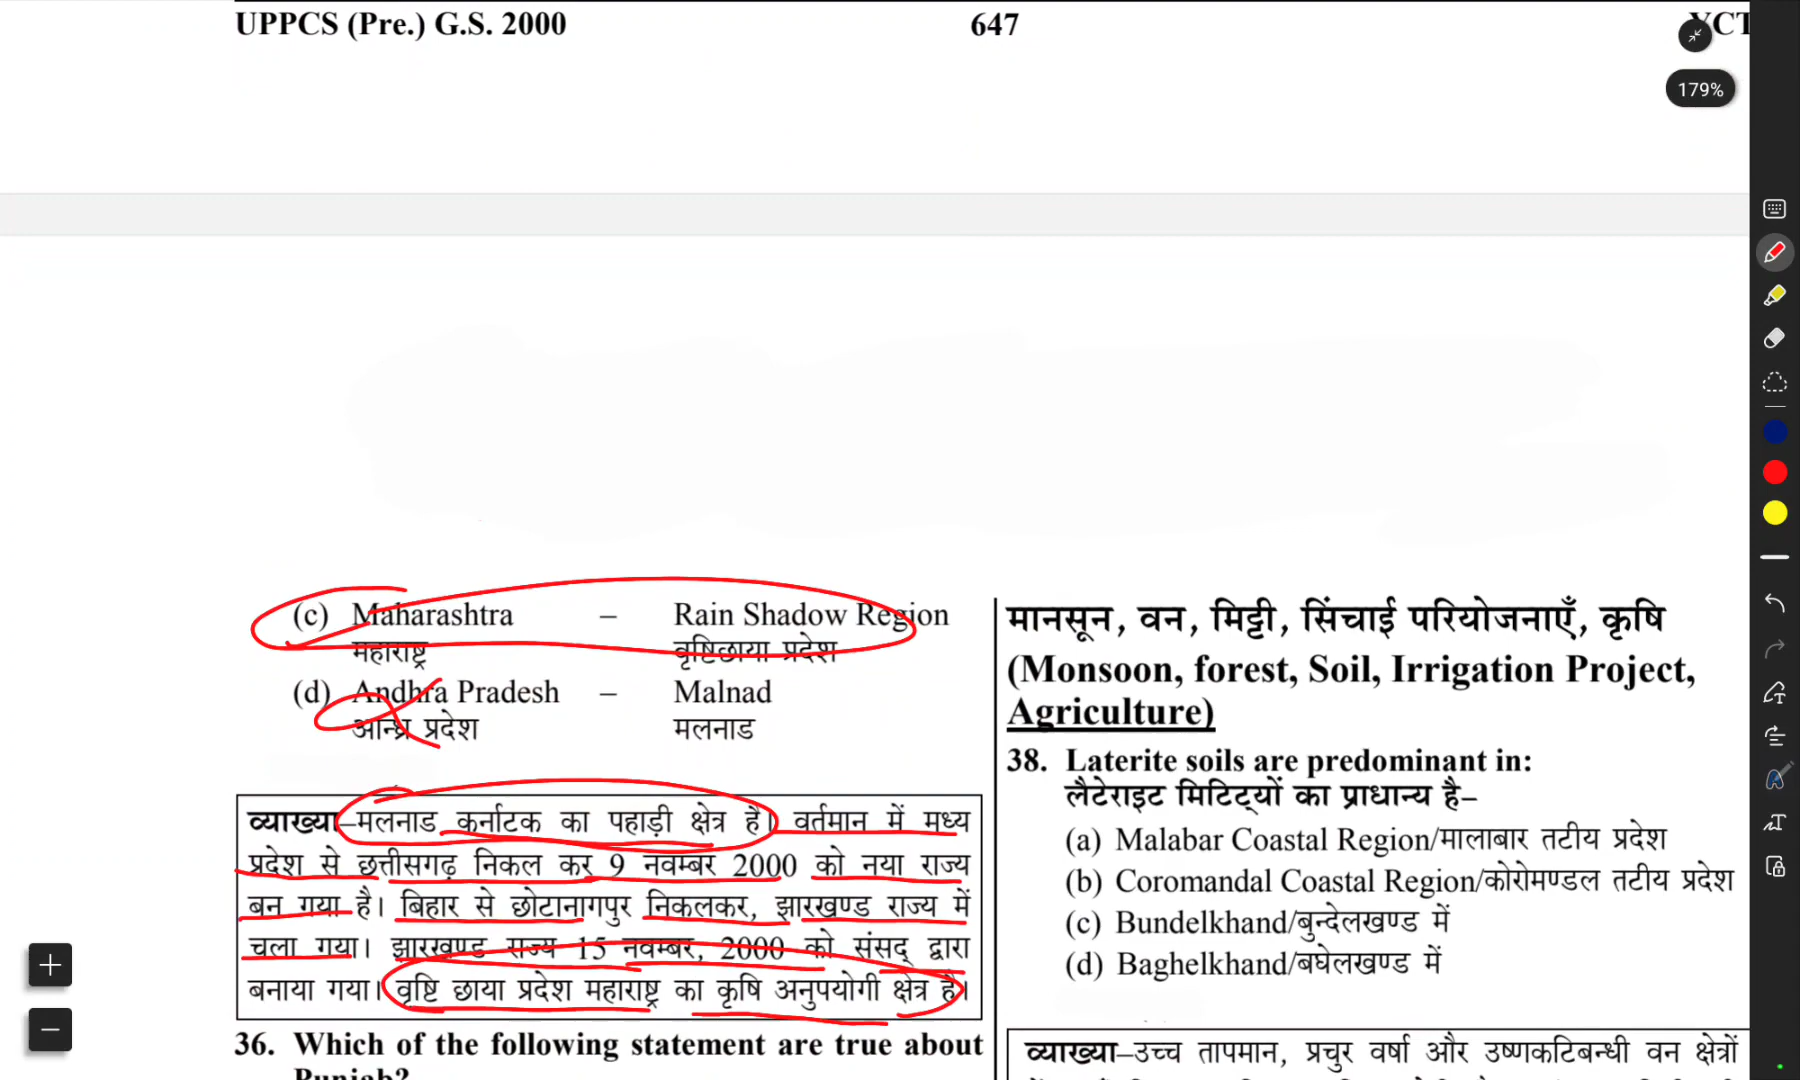 UPPCS (Pre.) G.S. 2000 647 YCT
179%
(c) Maharashtra – Rain Shadow Region
महाराष्ट्र वृष्टिछाया प्रदेश
(d) Andhra Pradesh – Malnad
आन्ध्र प्रदेश मलनाड
व्याख्या–मलनाड कर्नाटक का पहाड़ी क्षेत्र है। वर्तमान में मध्य
प्रदेश से छत्तीसगढ़ निकल कर 9 नवम्बर 2000 को नया राज्य
बन गया है। बिहार से छोटानागपुर निकलकर, झारखण्ड राज्य में
चला गया। झारखण्ड राज्य 15 नवम्बर, 2000 को संसद् द्वारा
बनाया गया। वृष्टि छाया प्रदेश महाराष्ट्र का कृषि अनुपयोगी क्षेत्र है।
36. Which of the following statement are true about
Punjab?
मानसून, वन, मिट्टी, सिंचाई परियोजनाएँ, कृषि
(Monsoon, forest, Soil, Irrigation Project,
Agriculture)
38. Laterite soils are predominant in:
लैटेराइट मिटिट्यों का प्राधान्य है–
(a) Malabar Coastal Region/मालाबार तटीय प्रदेश
(b) Coromandal Coastal Region/कोरोमण्डल तटीय प्रदेश
(c) Bundelkhand/बुन्देलखण्ड में
(d) Baghelkhand/बघेलखण्ड में
व्याख्या–उच्च तापमान, प्रचुर वर्षा और उष्णकटिबन्धी वन क्षेत्रों